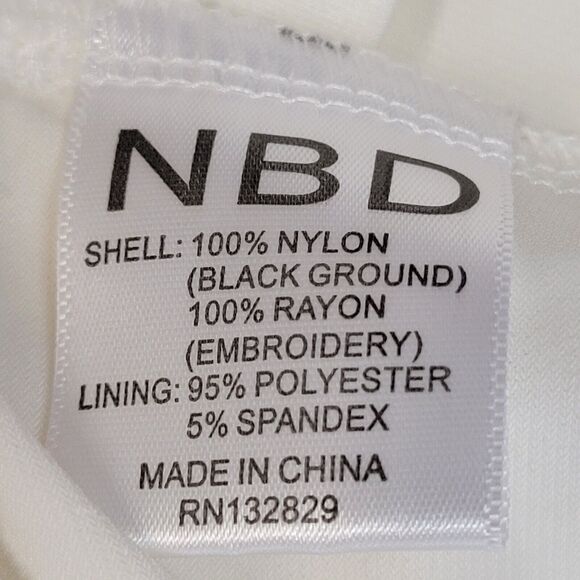 NBD
SHELL: 100% NYLON
(BLACK GROUND)
100% RAYON
(EMBROIDERY)
LINING: 95% POLYESTER
5% SPANDEX
MADE IN CHINA
RN132829